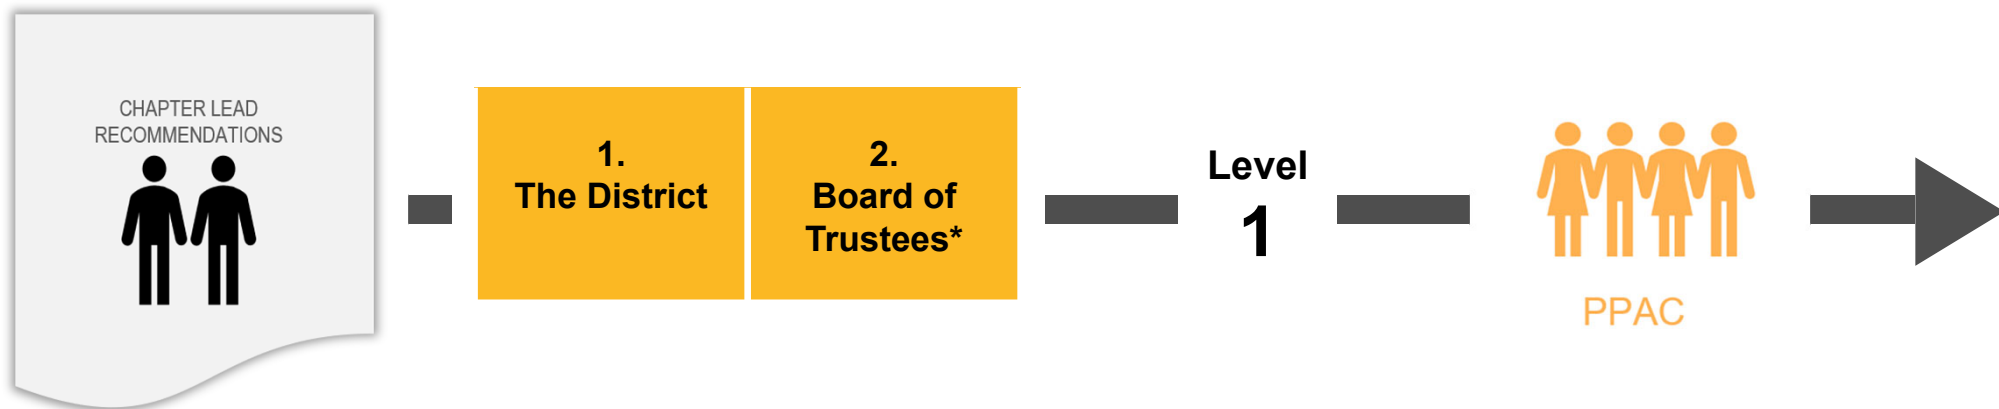 CHAPTER LEAD
RECOMMENDATIONS
1.
The District
2.
Board of
Trustees*
Level
1
PPAC